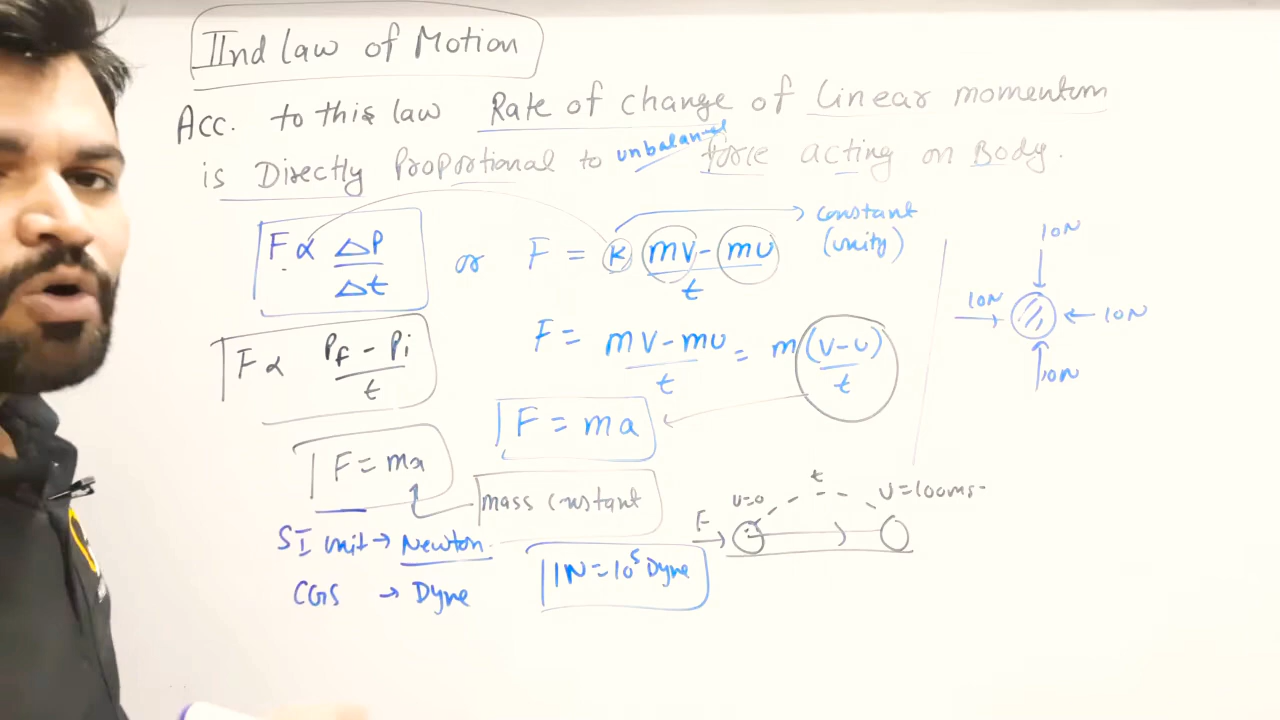 IInd law of Motion
Acc. to this law Rate of change of Linear momentum
is Directly Proportional to unbalanced force acting on Body.
F ∝ ΔP/Δt or F = K (mv - mu)/t → constant (unity)
F ∝ (Pf - Pi)/t
F = (mv - mu)/t = m (v-u)/t
F = ma
F = ma
mass constant
SI unit → Newton.
CGS → Dyne
1N = 10⁵ Dyne
10N
10N
10N
10N
F
u=0
t
v=100ms-